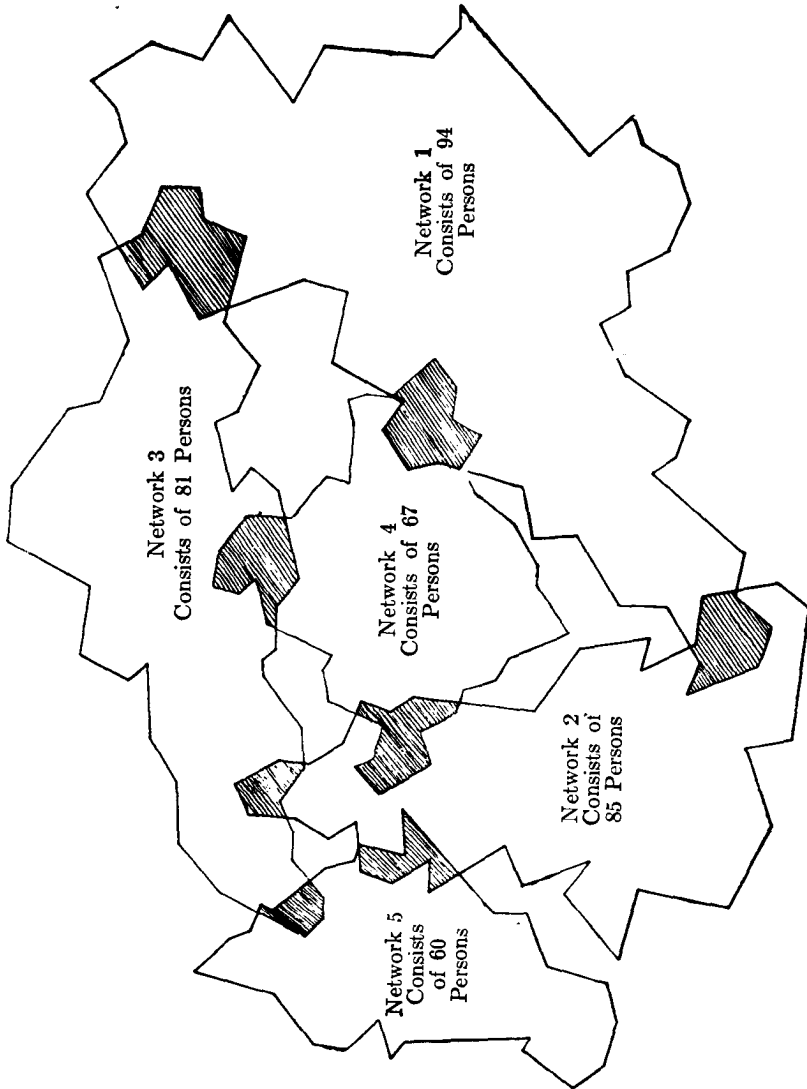 Network 1
Consists of 94
Persons
Network 3
Consists of 81 Persons
Network 4
Consists of 67
Persons
Network 2
Consists of
85 Persons
Network 5
Consists
of 60
Persons